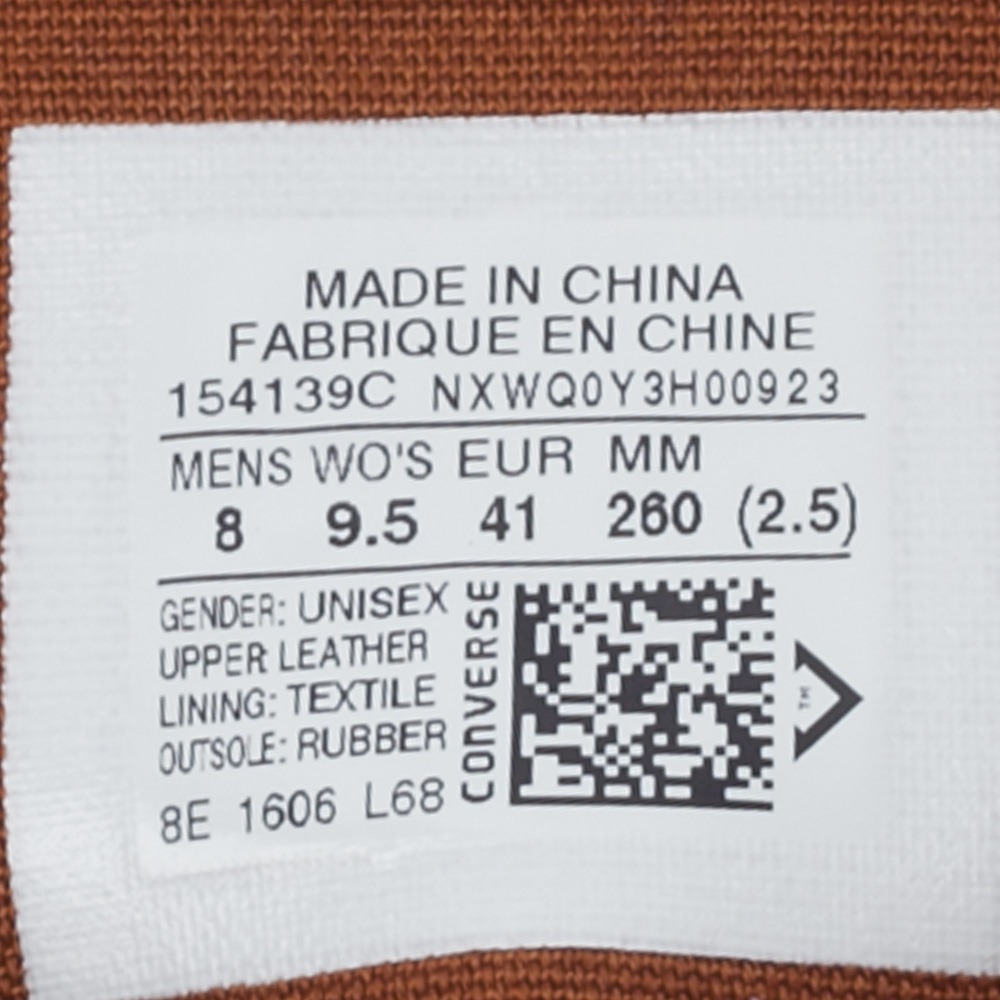 MADE IN CHINA
FABRIQUE EN CHINE
154139C NXWQ0Y3H00923
MENS WO'S EUR MM
8 9.5 41 260 (2.5)
GENDER: UNISEX
UPPER LEATHER
LINING: TEXTILE
OUTSOLE: RUBBER
8E 1606 L68
CONVERSE
TM